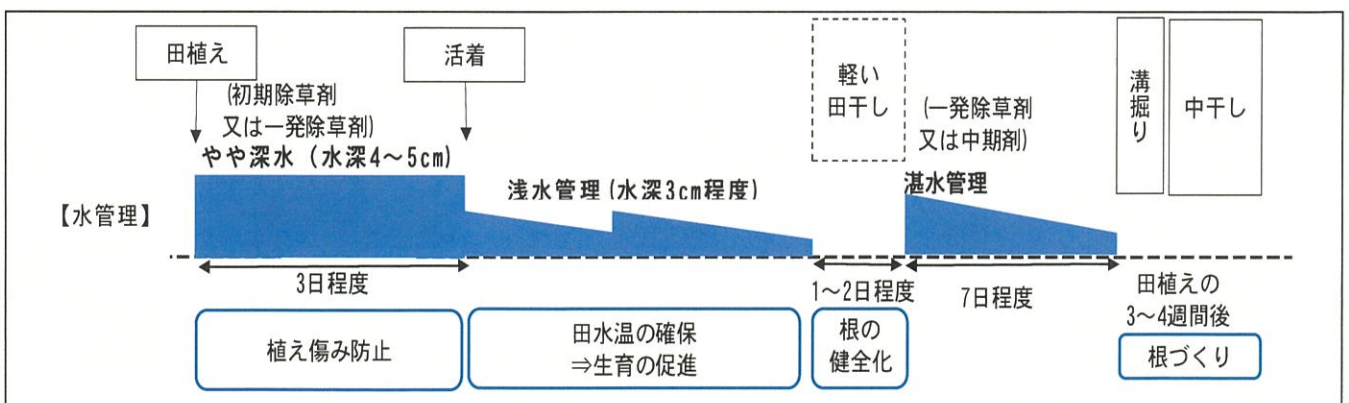 田植え
活着
(初期除草剤
又は一発除草剤)
やや深水（水深4～5cm)
浅水管理(水深3cm程度)
軽い
田干し
(一発除草剤
又は中期剤)
湛水管理
溝掘り
中干し
【水管理】
3日程度
1～2日程度
7日程度
田植えの
3～4週間後
植え傷み防止
田水温の確保
⇒生育の促進
根の
健全化
根づくり